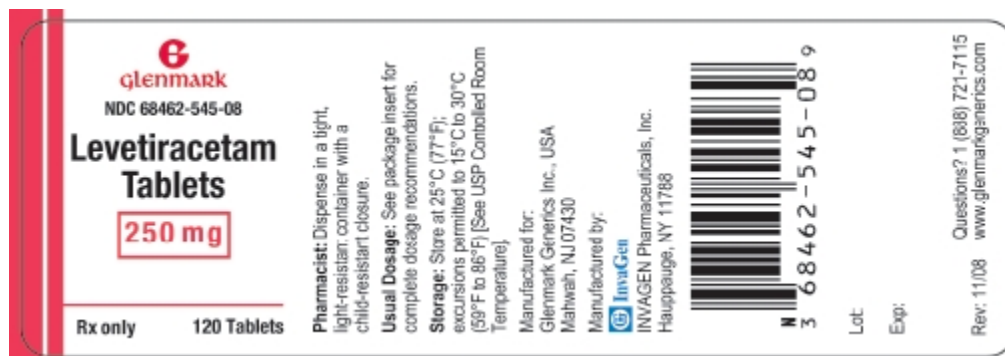 Glenmark
NDC 68462-545-08
Levetiracetam
Tablets
250 mg
Rx only 120 Tablets
Pharmacist: Dispense in a tight,
light-resistant container with a
child-resistant closure.
Usual Dosage: See package insert for
complete dosage recommendations.
Storage: Store at 25°C (77°F);
excursions permitted to 15°C to 30°C
(59°F to 86°F) [See USP Controlled Room
Temperature].
Manufactured for:
Glenmark Generics Inc., USA
Mahwah, NJ 07430
Manufactured by:
InvaGen
INVAGEN Pharmaceuticals, Inc.
Hauppauge, NY 11788
N
3 68462-545-08 9
Lot:
Exp:
Questions? 1 (888) 721-7115
Rev: 11/08 www.glenmarkgenerics.com